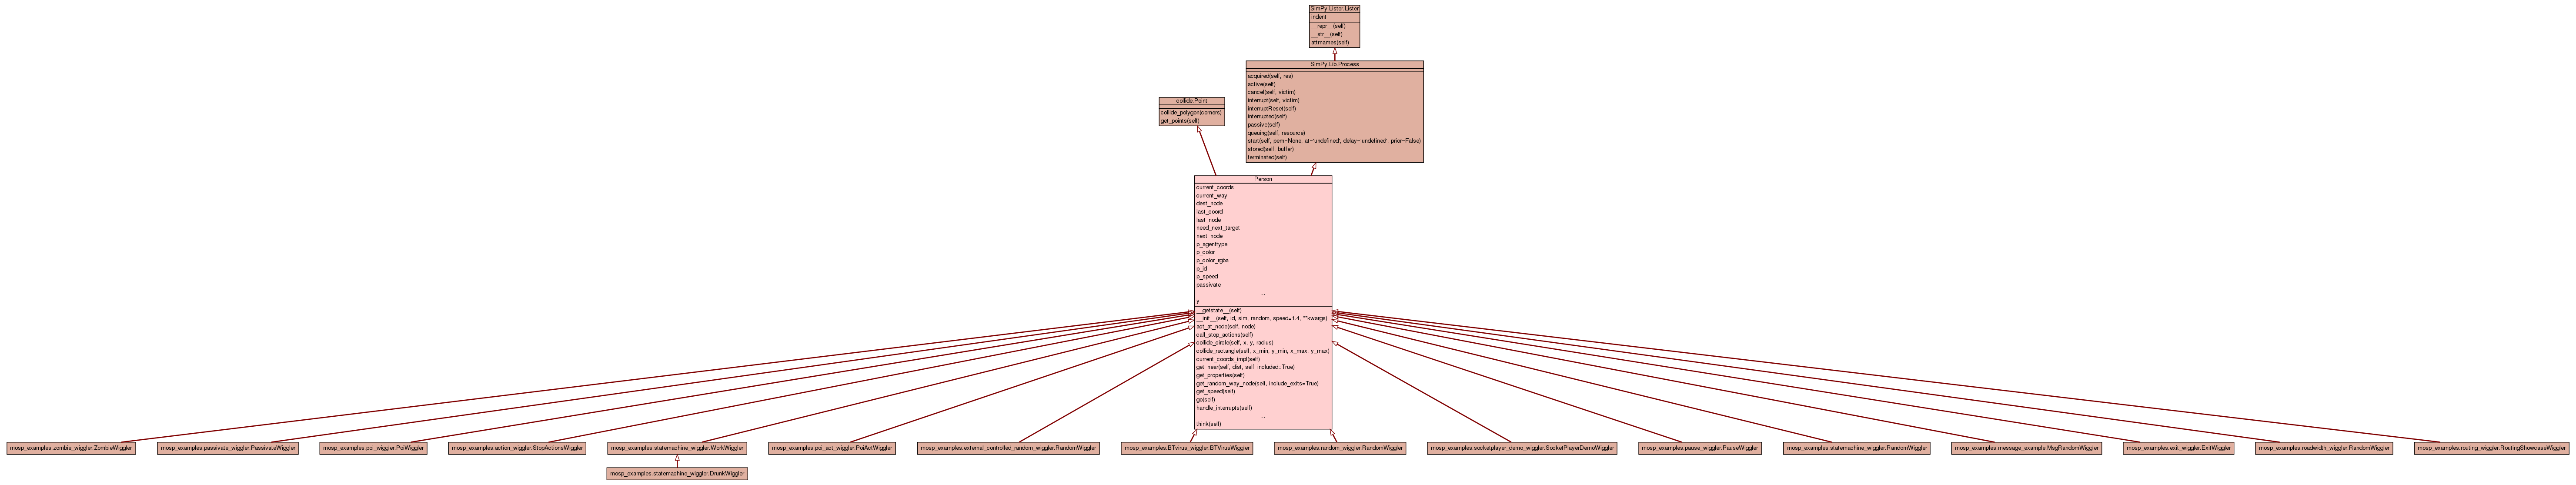 SimPy.Lister.Lister
indent
__repr__(self)
__str__(self)
attrnames(self)
SimPy.Lib.Process
acquired(self, res)
active(self)
cancel(self, victim)
interrupt(self, victim)
interruptReset(self)
interrupted(self)
passive(self)
queuing(self, resource)
start(self, pem=None, at='undefined', delay='undefined', prior=False)
stored(self, buffer)
terminated(self)
collide.Point
collide_polygon(corners)
get_points(self)
Person
current_coords
current_way
dest_node
last_coord
last_node
need_next_target
next_node
p_agenttype
p_color
p_color_rgba
p_id
p_speed
passivate
...
y
__getstate__(self)
__init__(self, id, sim, random, speed=1.4, **kwargs)
act_at_node(self, node)
call_stop_actions(self)
collide_circle(self, x, y, radius)
collide_rectangle(self, x_min, y_min, x_max, y_max)
current_coords_impl(self)
get_near(self, dist, self_included=True)
get_properties(self)
get_random_way_node(self, include_exits=True)
get_speed(self)
go(self)
handle_interrupts(self)
...
think(self)
mosp_examples.zombie_wiggler.ZombieWiggler
mosp_examples.passivate_wiggler.PassivateWiggler
mosp_examples.poi_wiggler.PoiWiggler
mosp_examples.action_wiggler.StopActionsWiggler
mosp_examples.statemachine_wiggler.WorkWiggler
mosp_examples.poi_act_wiggler.PoiActWiggler
mosp_examples.external_controlled_random_wiggler.RandomWiggler
mosp_examples.BTvirus_wiggler.BTVirusWiggler
mosp_examples.random_wiggler.RandomWiggler
mosp_examples.socketplayer_demo_wiggler.SocketPlayerDemoWiggler
mosp_examples.pause_wiggler.PauseWiggler
mosp_examples.statemachine_wiggler.RandomWiggler
mosp_examples.message_example.MsgRandomWiggler
mosp_examples.exit_wiggler.ExitWiggler
mosp_examples.roadwidth_wiggler.RandomWiggler
mosp_examples.routing_wiggler.RoutingShowcaseWiggler
mosp_examples.statemachine_wiggler.DrunkWiggler